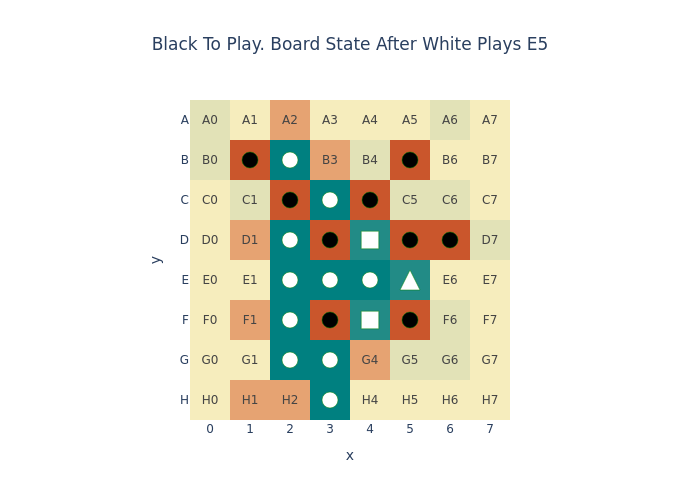 Black To Play. Board State After White Plays E5
A A0 A1 A2 A3 A4 A5 A6 A7
B B0 B3 B4 B6 B7
C C0 C1 C5 C6 C7
D D0 D1 D7
E E0 E1 E6 E7
F F0 F1 F6 F7
G G0 G1 G4 G5 G6 G7
H H0 H1 H2 H4 H5 H6 H7
0 1 2 3 4 5 6 7
x
y